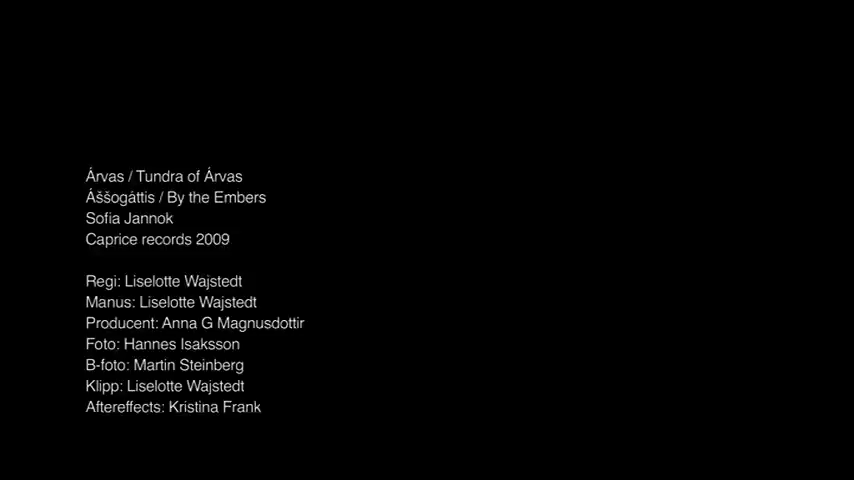 Árvas / Tundra of Árvas
Áššogáttis / By the Embers
Sofia Jannok
Caprice records 2009
Regi: Liselotte Wajstedt
Manus: Liselotte Wajstedt
Producent: Anna G Magnusdottir
Foto: Hannes Isaksson
B-foto: Martin Steinberg
Klipp: Liselotte Wajstedt
Aftereffects: Kristina Frank